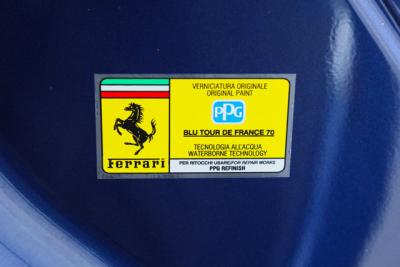 VERNICIATURA ORIGINALE
ORIGINAL PAINT
PPG
BLU TOUR DE FRANCE 70
TECNOLOGIA ALL'ACQUA
WATERBORNE TECHNOLOGY
Ferrari
PER RITOCCHI USARE/FOR REPAIR WORKS
PPG REFINISH